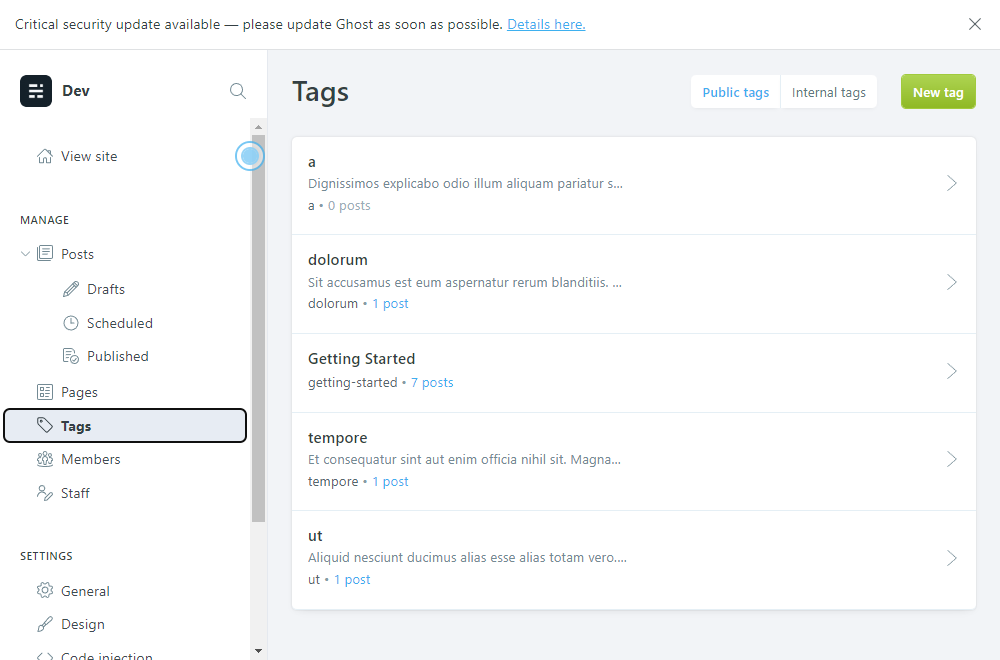 Critical security update available — please update Ghost as soon as possible. Details here.
Dev
View site
MANAGE
Posts
Drafts
Scheduled
Published
Pages
Tags
Members
Staff
SETTINGS
General
Design
Code injection
Tags
Public tags
Internal tags
New tag
a
Dignissimos explicabo odio illum aliquam pariatur s...
a • 0 posts
dolorum
Sit accusamus est eum aspernatur rerum blanditiis. ...
dolorum • 1 post
Getting Started
getting-started • 7 posts
tempore
Et consequatur sint aut enim officia nihil sit. Magna...
tempore • 1 post
ut
Aliquid nesciunt ducimus alias esse alias totam vero....
ut • 1 post